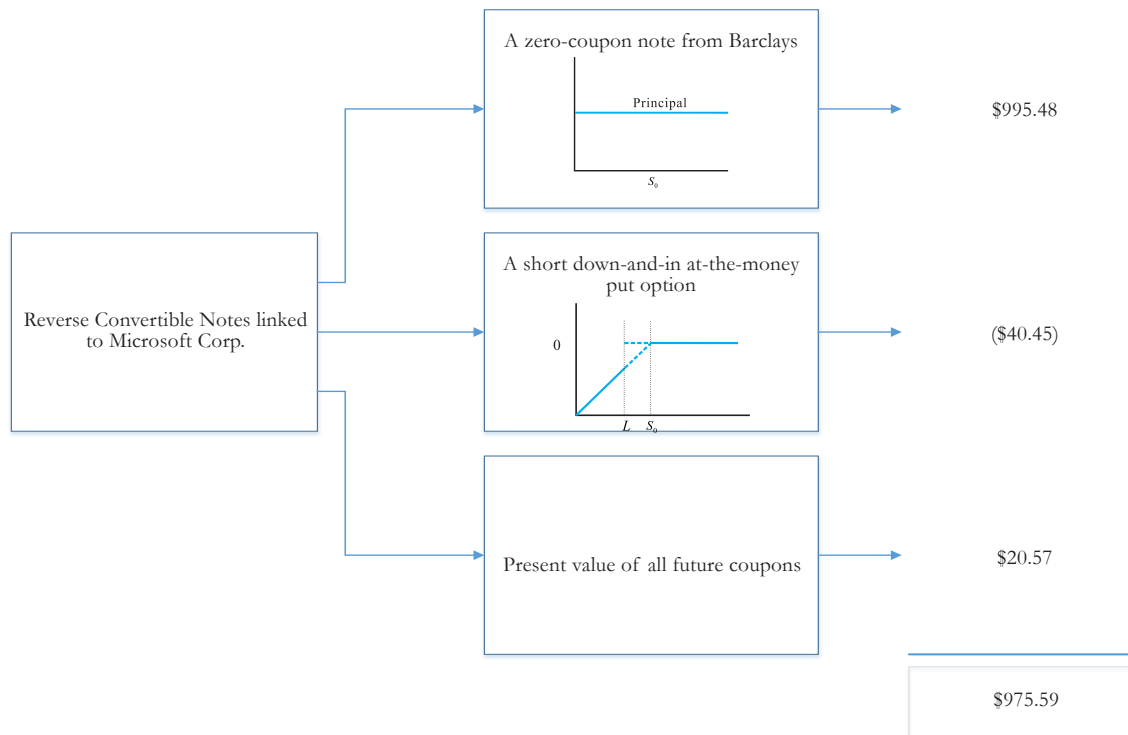 A zero-coupon note from Barclays
Principal
S₀
$995.48
Reverse Convertible Notes linked
to Microsoft Corp.
A short down-and-in at-the-money
put option
0
L S₀
($40.45)
Present value of all future coupons
$20.57
$975.59